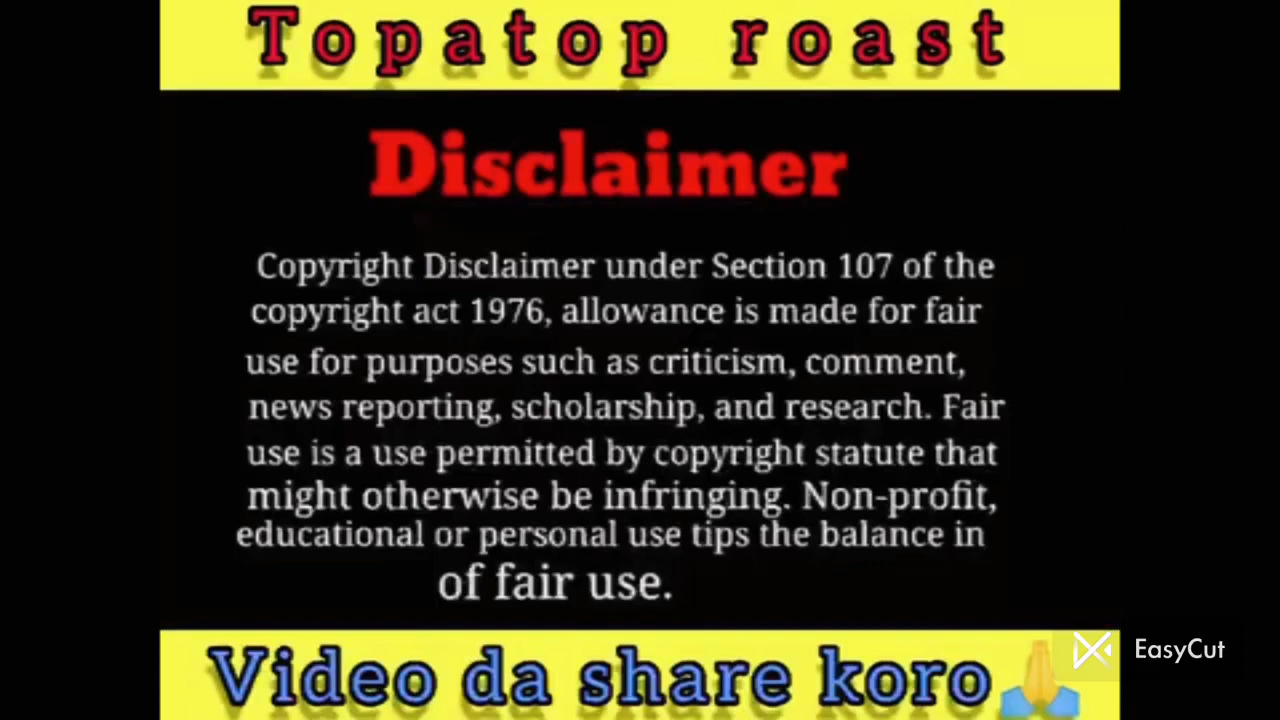 Topatop roast
Disclaimer
Copyright Disclaimer under Section 107 of the
copyright act 1976, allowance is made for fair
use for purposes such as criticism, comment,
news reporting, scholarship, and research. Fair
use is a use permitted by copyright statute that
might otherwise be infringing. Non-profit,
educational or personal use tips the balance in
of fair use.
Video da share koro🙏
EasyCut